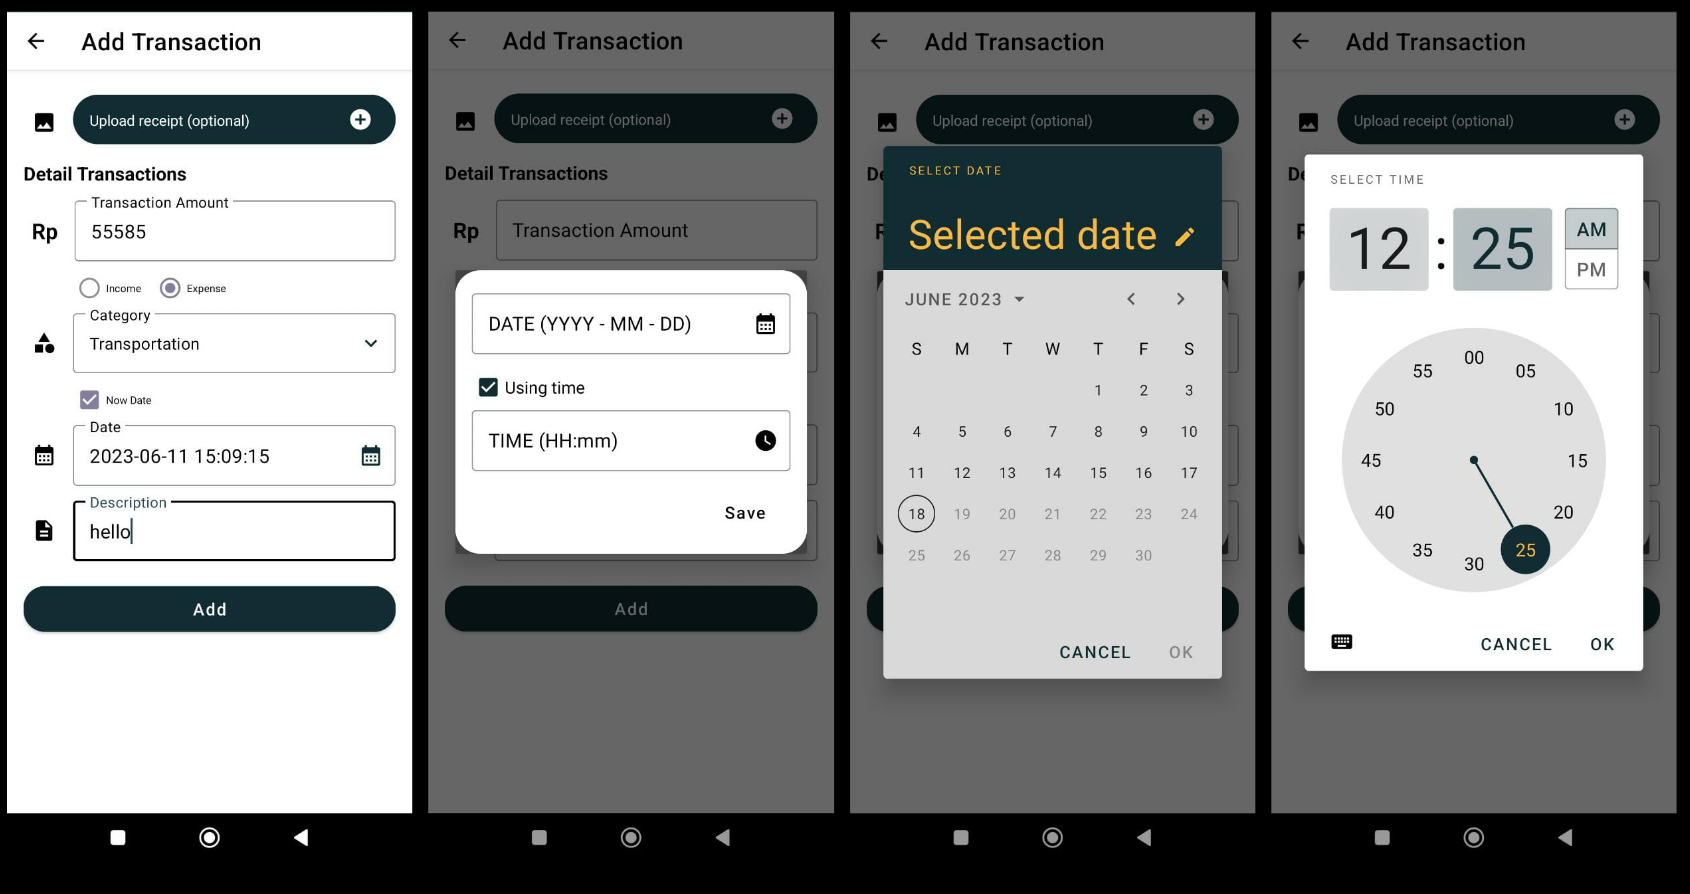 Add Transaction
Upload receipt (optional)
Detail Transactions
Transaction Amount
Rp 55585
Income Expense
Category
Transportation
Now Date
Date
2023-06-11 15:09:15
Description
hello
Add
Add Transaction
Upload receipt (optional)
Detail Transactions
Rp Transaction Amount
DATE (YYYY - MM - DD)
Using time
TIME (HH:mm)
Save
Add
Add Transaction
Upload receipt (optional)
SELECT DATE
Selected date
JUNE 2023
S M T W T F S
1 2 3
4 5 6 7 8 9 10
11 12 13 14 15 16 17
18 19 20 21 22 23 24
25 26 27 28 29 30
CANCEL OK
Add Transaction
Upload receipt (optional)
SELECT TIME
12 : 25
AM
PM
00
55 05
50 10
45 15
40 20
35 25
30
CANCEL OK